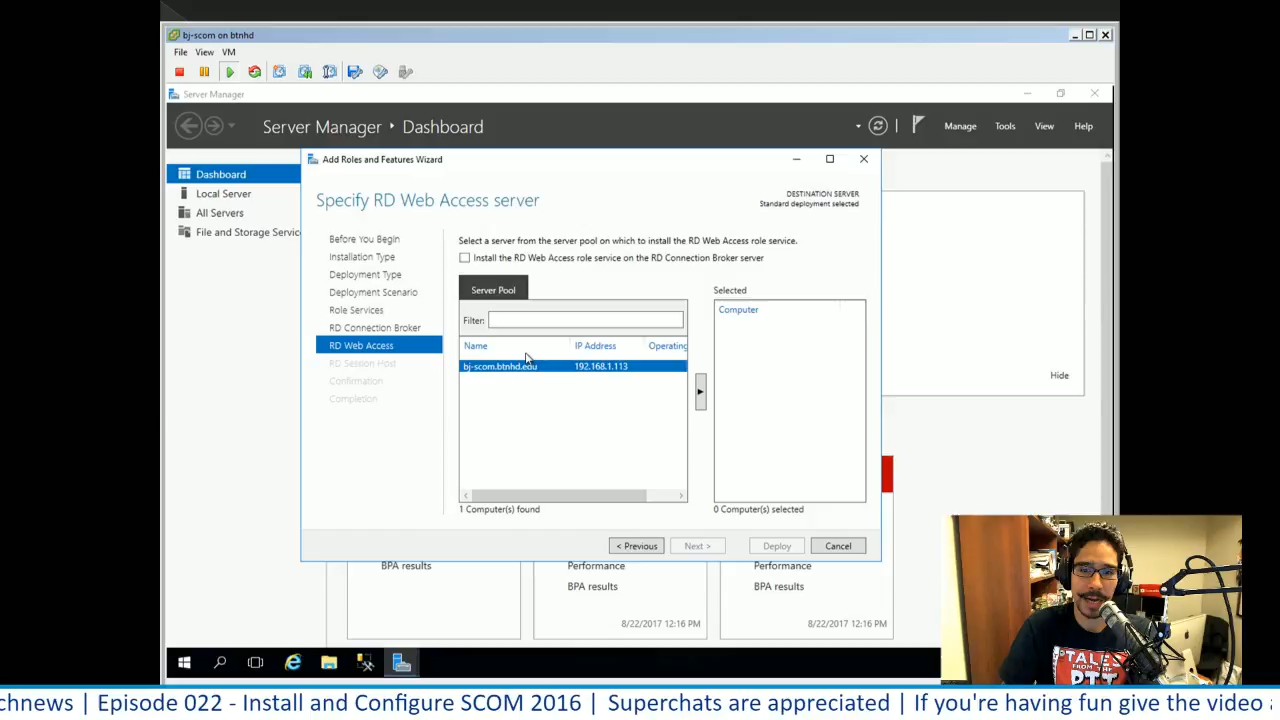 bj-scom on btnhd
File View VM
Server Manager
Server Manager • Dashboard
Manage Tools View Help
Dashboard
Local Server
All Servers
File and Storage Servic
Add Roles and Features Wizard
Specify RD Web Access server
DESTINATION SERVER
Standard deployment selected
Before You Begin
Installation Type
Deployment Type
Deployment Scenario
Role Services
RD Connection Broker
RD Web Access
RD Session Host
Confirmation
Completion
Select a server from the server pool on which to install the RD Web Access role service.
Install the RD Web Access role service on the RD Connection Broker server
Server Pool
Filter:
Name IP Address Operating
bj-scom.btnhd.edu 192.168.1.113
1 Computer(s) found
Selected
Computer
0 Computer(s) selected
Hide
< Previous Next > Deploy Cancel
BPA results
Performance
BPA results
8/22/2017 12:16 PM
Performance
BPA results
8/22/2017 12:16 PM
TALES
FROM THE
PIT
chnews | Episode 022 - Install and Configure SCOM 2016 | Superchats are appreciated | If you're having fun give the video a